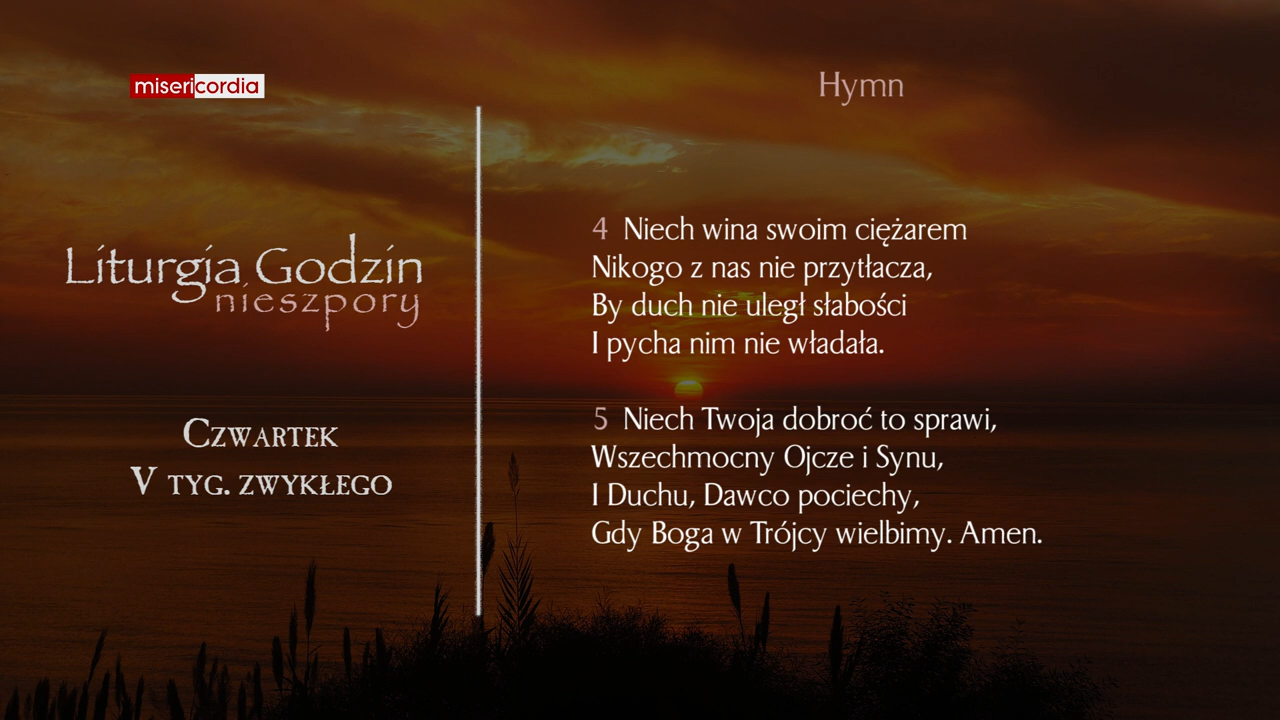 misericordia
Liturgia Godzin
nieszpory
Czwartek
V tyg. zwykłego
Hymn
4 Niech wina swoim ciężarem
Nikogo z nas nie przytłacza,
By duch nie uległ słabości
I pycha nim nie władała.
5 Niech Twoja dobroć to sprawi,
Wszechmocny Ojcze i Synu,
I Duchu, Dawco pociechy,
Gdy Boga w Trójcy wielbimy. Amen.